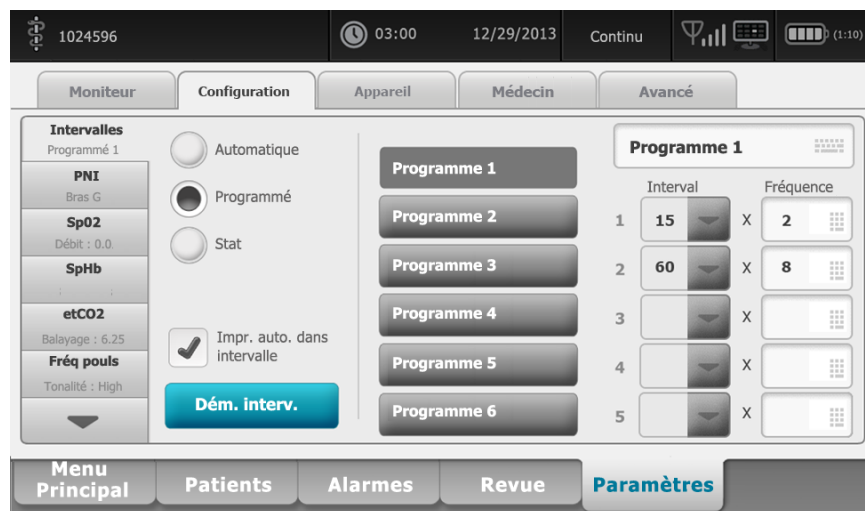 1024596
03:00
12/29/2013
Continu
(1:10)
Moniteur
Configuration
Appareil
Médecin
Avancé
Intervalles
Programmé 1
PNI
Bras G
Sp02
Débit : 0.0.
SpHb
: :
etCO2
Balayage : 6.25
Fréq pouls
Tonalité : High
Automatique
Programmé
Stat
Impr. auto. dans
intervalle
Dém. interv.
Programme 1
Programme 2
Programme 3
Programme 4
Programme 5
Programme 6
Programme 1
Interval Fréquence
1 15 X 2
2 60 X 8
3 X
4 X
5 X
Menu
Principal
Patients
Alarmes
Revue
Paramètres